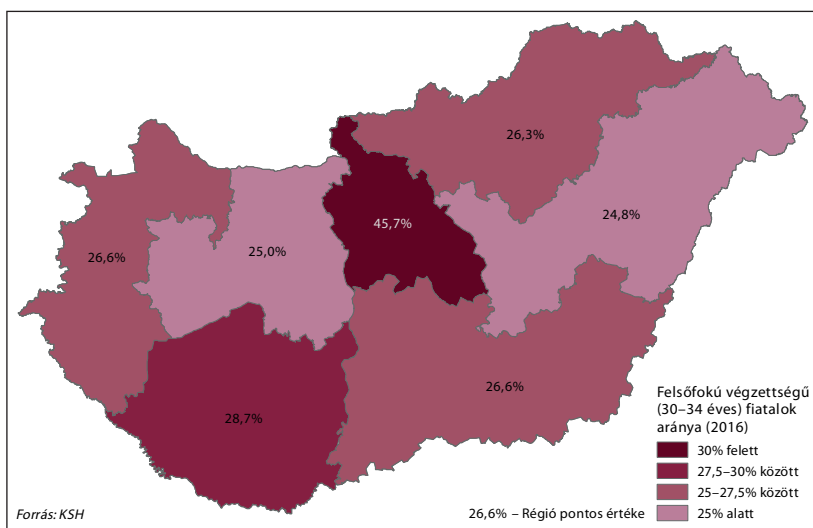 26,3%
24,8%
45,7%
25,0%
26,6%
26,6%
28,7%
Felsőfokú végzettségű
(30–34 éves) fiatalok
aránya (2016)
30% felett
27,5–30% között
25–27,5% között
25% alatt
26,6% – Régió pontos értéke
Forrás: KSH